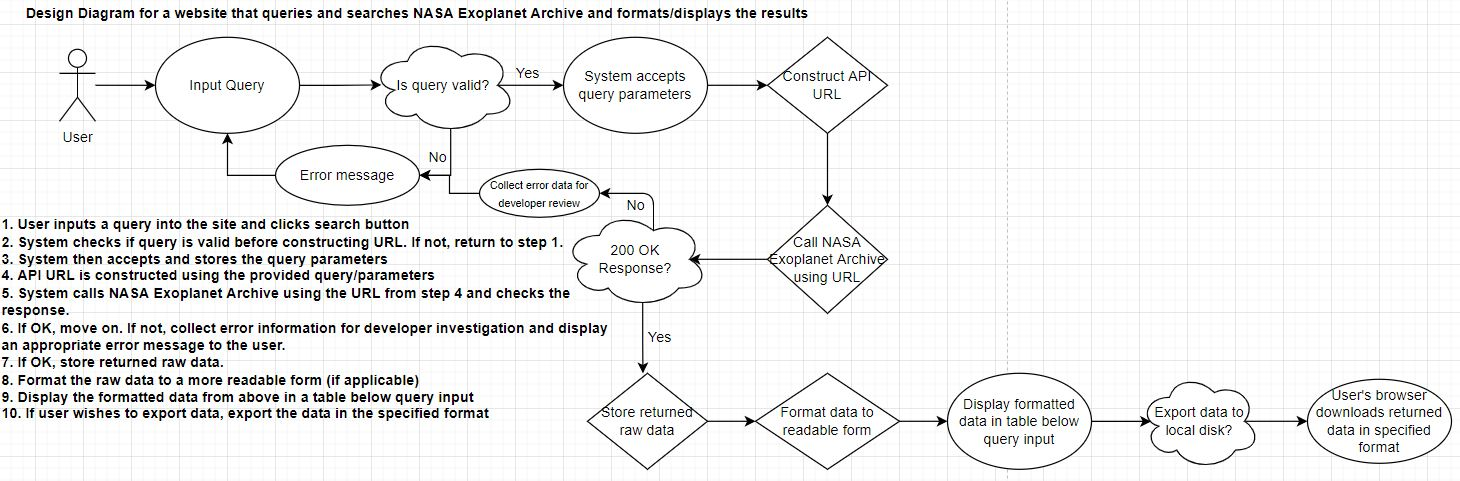 Design Diagram for a website that queries and searches NASA Exoplanet Archive and formats/displays the results
User
Input Query
Is query valid?
Yes
System accepts
query parameters
Construct API
URL
No
Error message
Collect error data for
developer review
No
200 OK
Response?
Call NASA
Exoplanet Archive
using URL
Yes
1. User inputs a query into the site and clicks search button
2. System checks if query is valid before constructing URL. If not, return to step 1.
3. System then accepts and stores the query parameters
4. API URL is constructed using the provided query/parameters
5. System calls NASA Exoplanet Archive using the URL from step 4 and checks the
response.
6. If OK, move on. If not, collect error information for developer investigation and display
an appropriate error message to the user.
7. If OK, store returned raw data.
8. Format the raw data to a more readable form (if applicable)
9. Display the formatted data from above in a table below query input
10. If user wishes to export data, export the data in the specified format
Store returned
raw data
Format data to
readable form
Display formatted
data in table below
query input
Export data to
local disk?
User's browser
downloads returned
data in specified
format